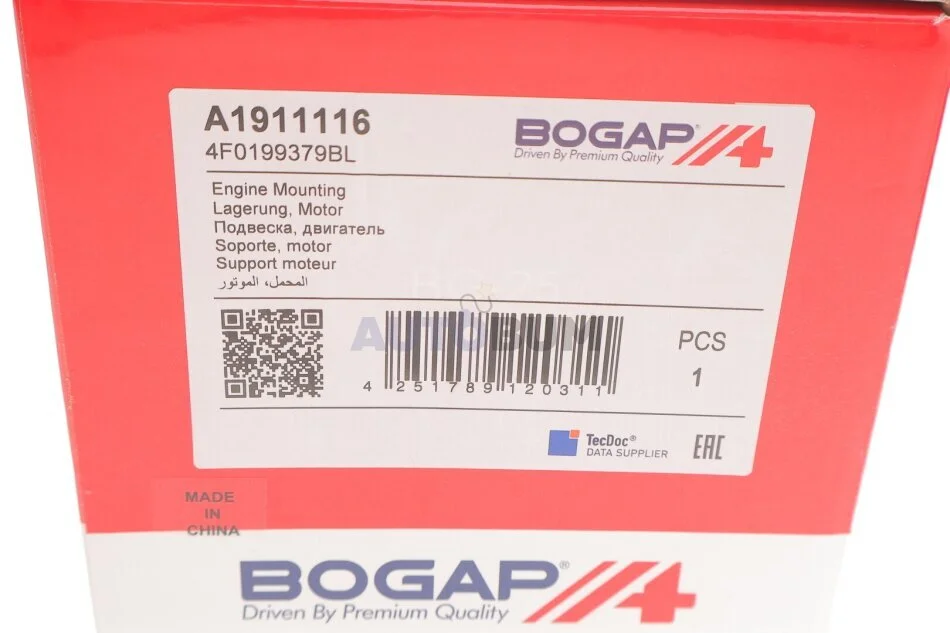 A1911116
4F0199379BL
BOGAP®
Driven By Premium Quality
Engine Mounting
Lagerung, Motor
Подвеска, двигатель
Soporte, motor
Support moteur
المحمل، الموتور
AUTOBUM
4 251789 120311
PCS
1
TecDoc®
DATA SUPPLIER
EAC
MADE
IN
CHINA
BOGAP®
Driven By Premium Quality